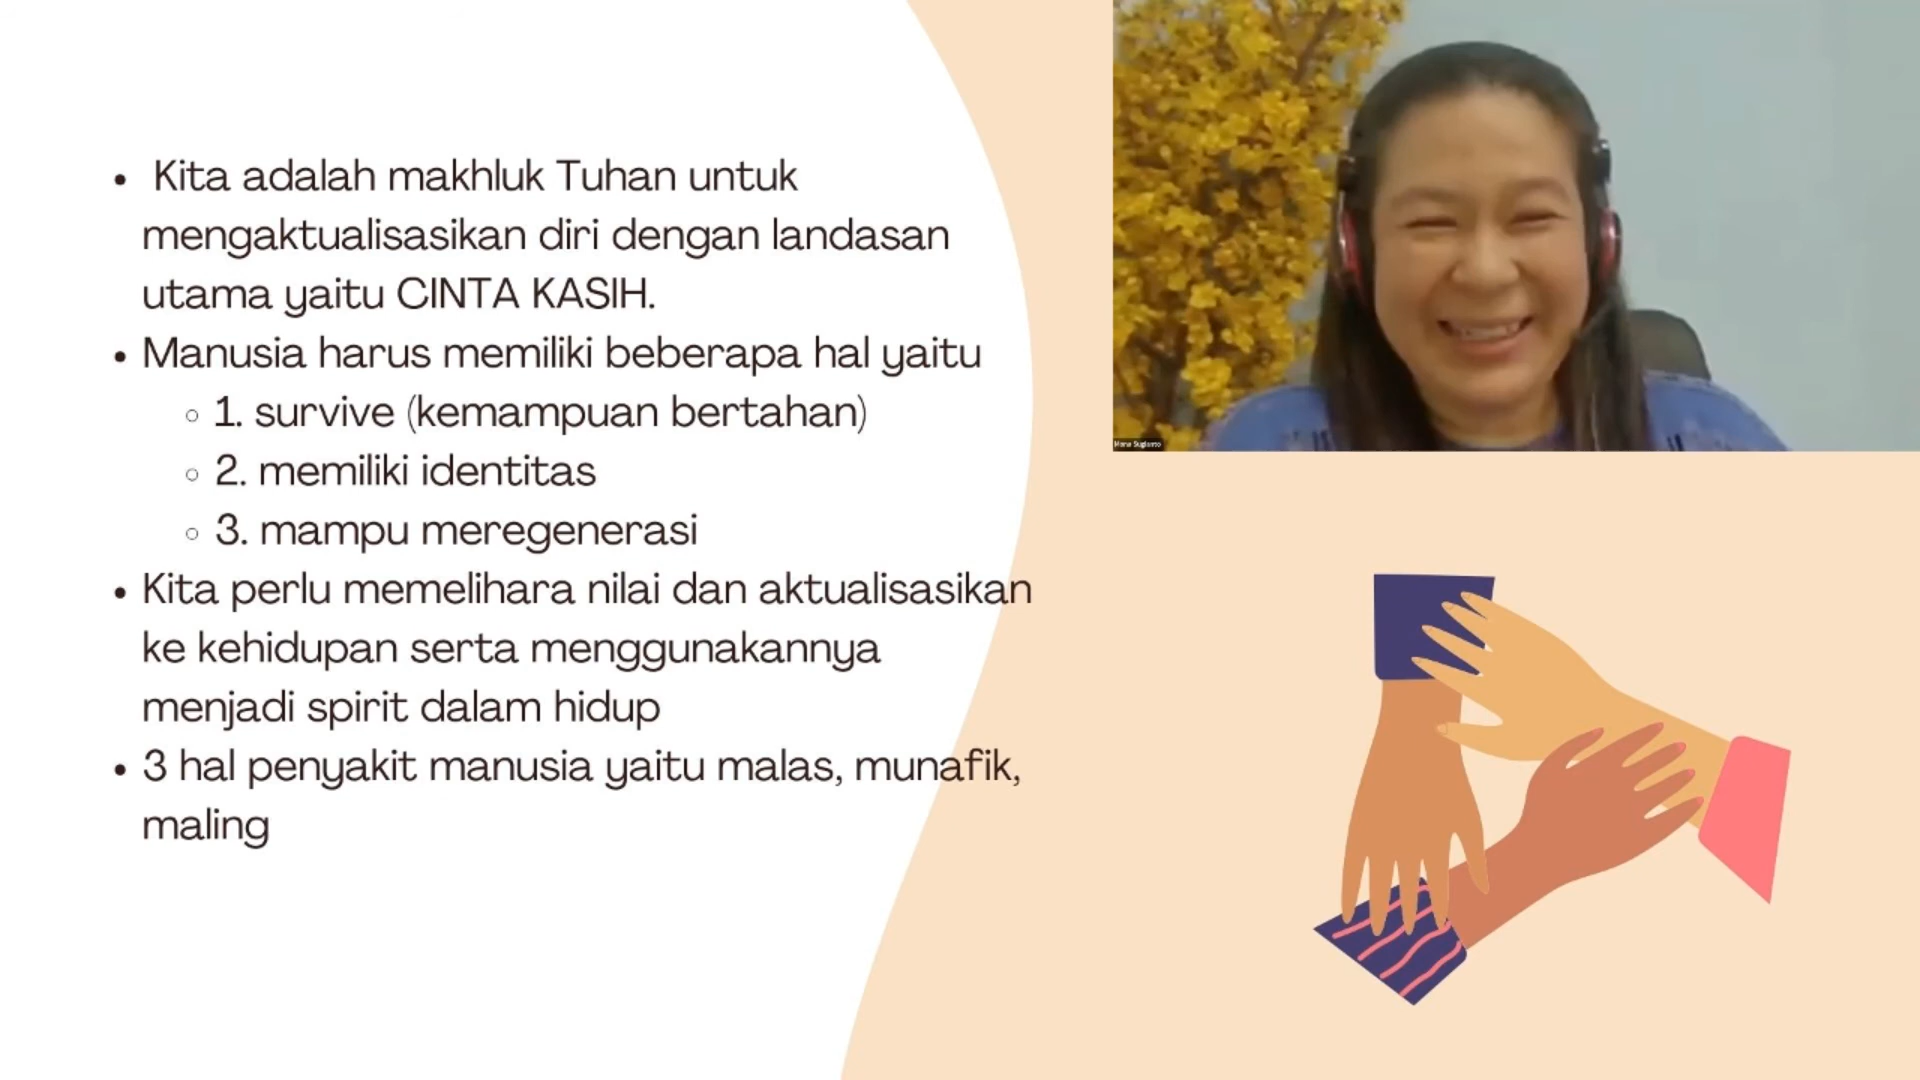 • Kita adalah makhluk Tuhan untuk
mengaktualisasikan diri dengan landasan
utama yaitu CINTA KASIH.
• Manusia harus memiliki beberapa hal yaitu
◦ 1. survive (kemampuan bertahan)
◦ 2. memiliki identitas
◦ 3. mampu meregenerasi
• Kita perlu memelihara nilai dan aktualisasikan
ke kehidupan serta menggunakannya
menjadi spirit dalam hidup
• 3 hal penyakit manusia yaitu malas, munafik,
maling
Mona Sugianto